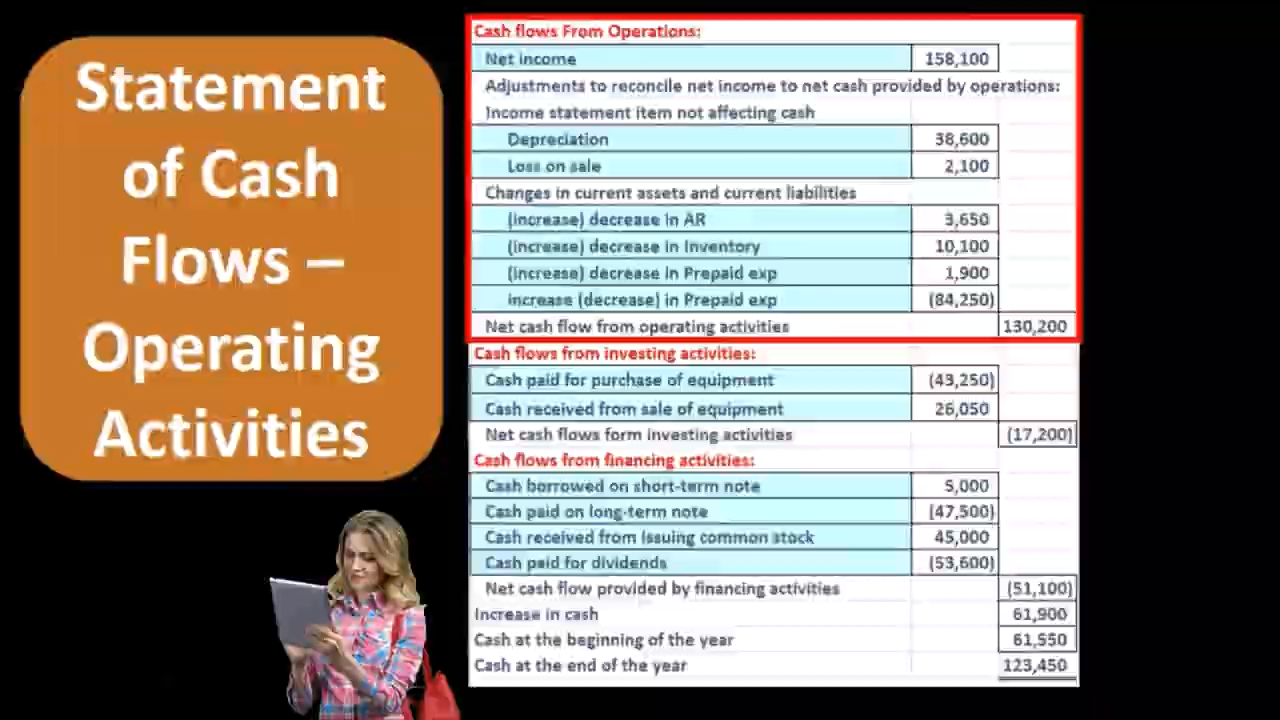 Statement
of Cash
Flows –
Operating
Activities
Cash flows From Operations:
Net income 158,100
Adjustments to reconcile net income to net cash provided by operations:
Income statement item not affecting cash
Depreciation 38,600
Loss on sale 2,100
Changes in current assets and current liabilities
(increase) decrease in AR 3,650
(increase) decrease in Inventory 10,100
(increase) decrease in Prepaid exp 1,900
increase (decrease) in Prepaid exp (84,250)
Net cash flow from operating activities 130,200
Cash flows from investing activities:
Cash paid for purchase of equipment (43,250)
Cash received from sale of equipment 26,050
Net cash flows form investing activities (17,200)
Cash flows from financing activities:
Cash borrowed on short-term note 5,000
Cash paid on long-term note (47,500)
Cash received from issuing common stock 45,000
Cash paid for dividends (53,600)
Net cash flow provided by financing activities (51,100)
Increase in cash 61,900
Cash at the beginning of the year 61,550
Cash at the end of the year 123,450